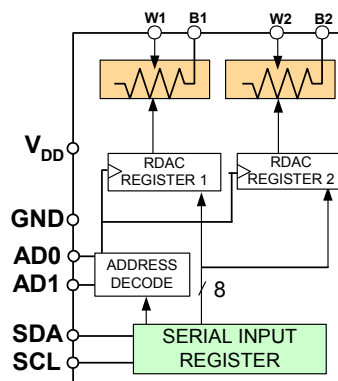 W1 B1 W2 B2
V_DD
RDAC
REGISTER 1
RDAC
REGISTER 2
GND
AD0
AD1
ADDRESS
DECODE
8
SDA
SCL
SERIAL INPUT
REGISTER